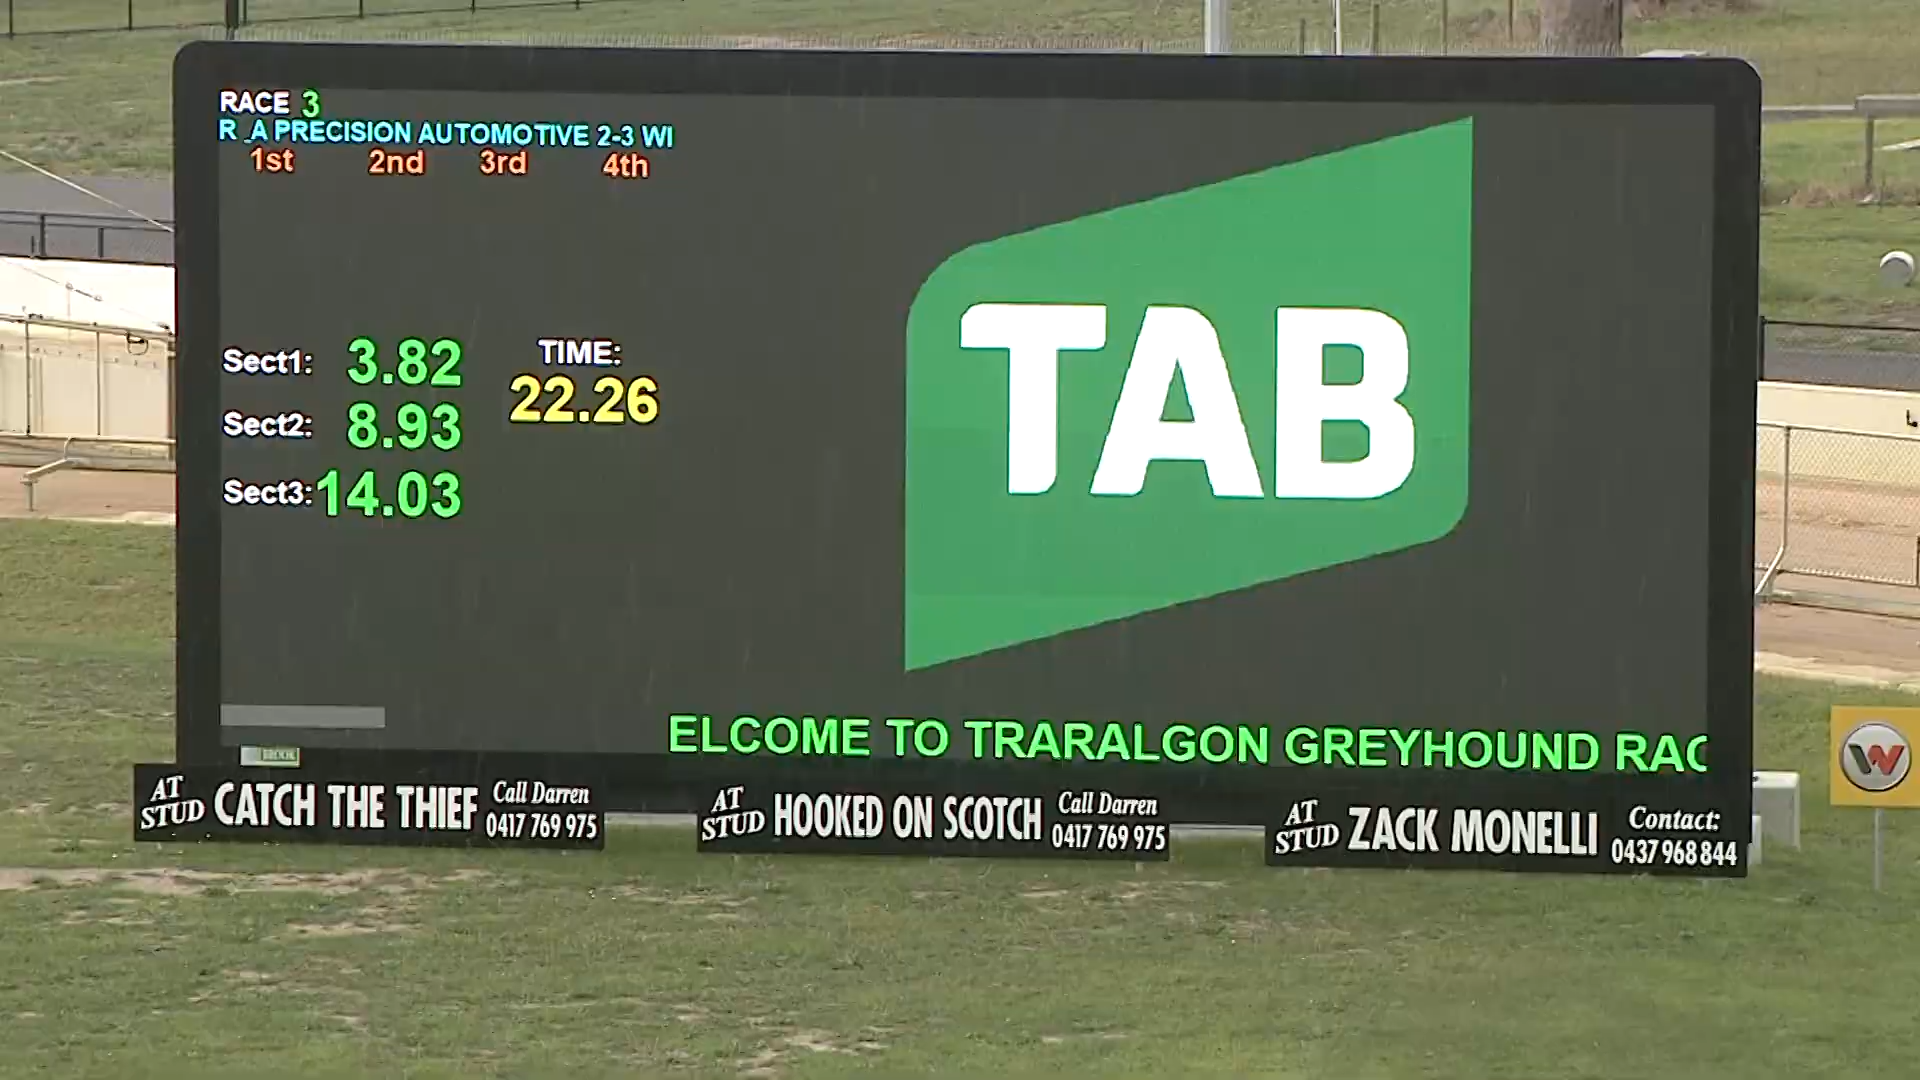 RACE 3
R_A PRECISION AUTOMOTIVE 2-3 WI
1st 2nd 3rd 4th
Sect1: 3.82
Sect2: 8.93
Sect3: 14.03
TIME:
22.26
TAB
ELCOME TO TRARALGON GREYHOUND RAC
AT STUD CATCH THE THIEF Call Darren 0417 769 975
AT STUD HOOKED ON SCOTCH Call Darren 0417 769 975
AT STUD ZACK MONELLI Contact: 0437 968 844
W